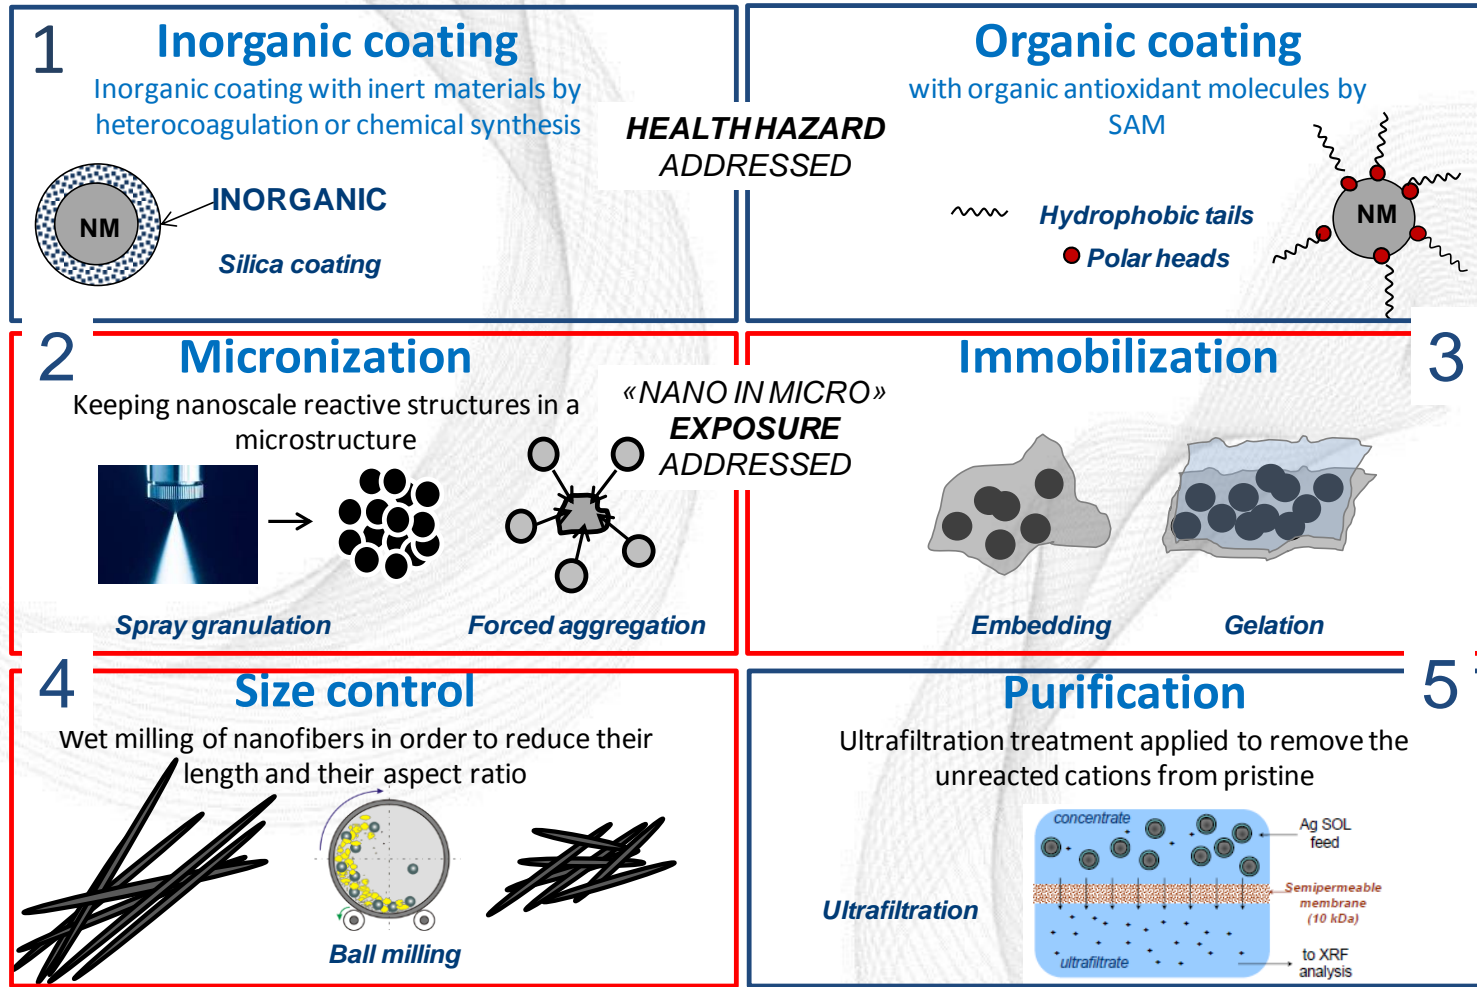 1
Inorganic coating
Inorganic coating with inert materials by
heterocoagulation or chemical synthesis
NM
INORGANIC
Silica coating
HEALTH HAZARD
ADDRESSED
Organic coating
with organic antioxidant molecules by
SAM
NM
Hydrophobic tails
Polar heads
2
Micronization
Keeping nanoscale reactive structures in a
microstructure
Spray granulation
Forced aggregation
«NANO IN MICRO»
EXPOSURE
ADDRESSED
Immobilization
3
Embedding
Gelation
4
Size control
Wet milling of nanofibers in order to reduce their
length and their aspect ratio
Ball milling
Purification
5
Ultrafiltration treatment applied to remove the
unreacted cations from pristine
Ultrafiltration
concentrate
Ag SOL
feed
Semipermeable
membrane
(10 kDa)
ultrafiltrate
to XRF
analysis